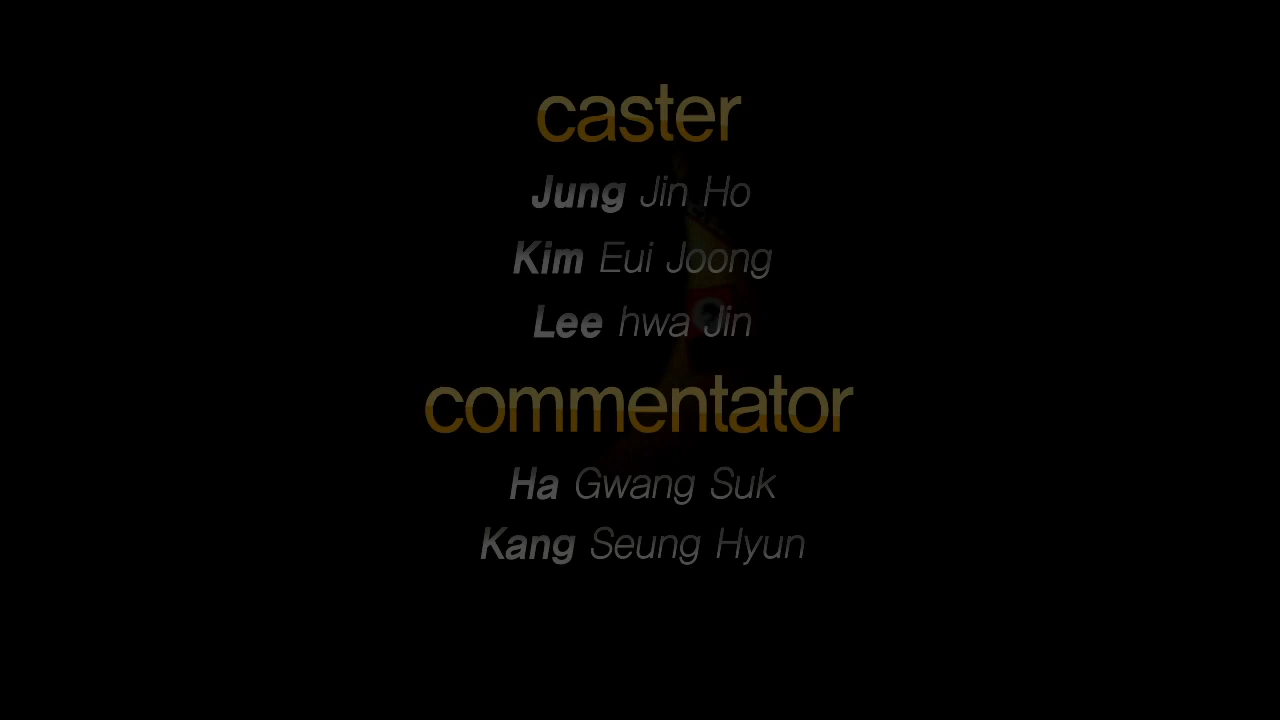 caster
Jung Jin Ho
Kim Eui Joong
Lee hwa Jin
commentator
Ha Gwang Suk
Kang Seung Hyun